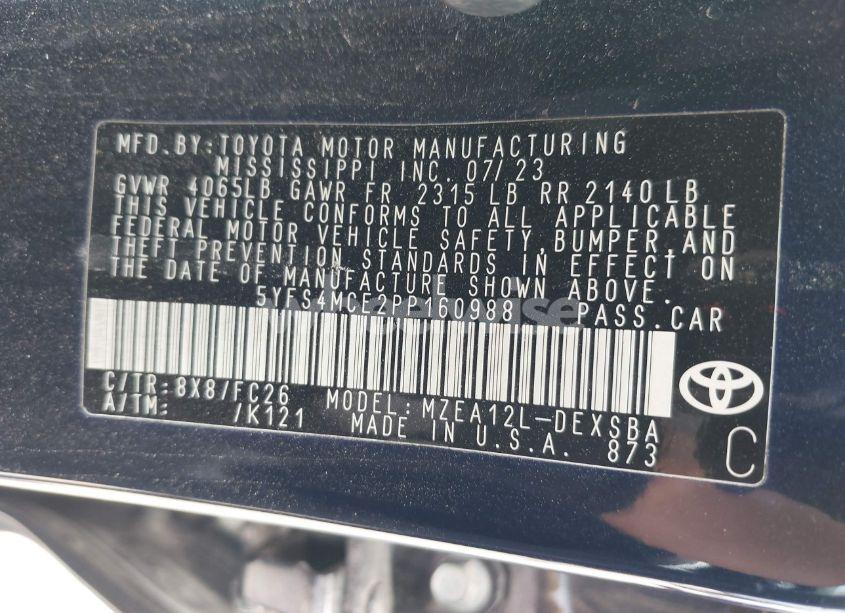 MFD.BY:TOYOTA MOTOR MANUFACTURING
MISSISSIPPI INC. 07/23
GVWR 4065LB GAWR FR 2315 LB RR 2140 LB
THIS VEHICLE CONFORMS TO ALL APPLICABLE
FEDERAL MOTOR VEHICLE SAFETY, BUMPER, AND
THEFT PREVENTION STANDARDS IN EFFECT ON
THE DATE OF MANUFACTURE SHOWN ABOVE.
5YFS4MCE2PP160988 PASS.CAR
C/TR:8X8/FC26 MODEL:MZEA12L-DEXSBA
A/TM: /K121 MADE IN U.S.A. 873
C